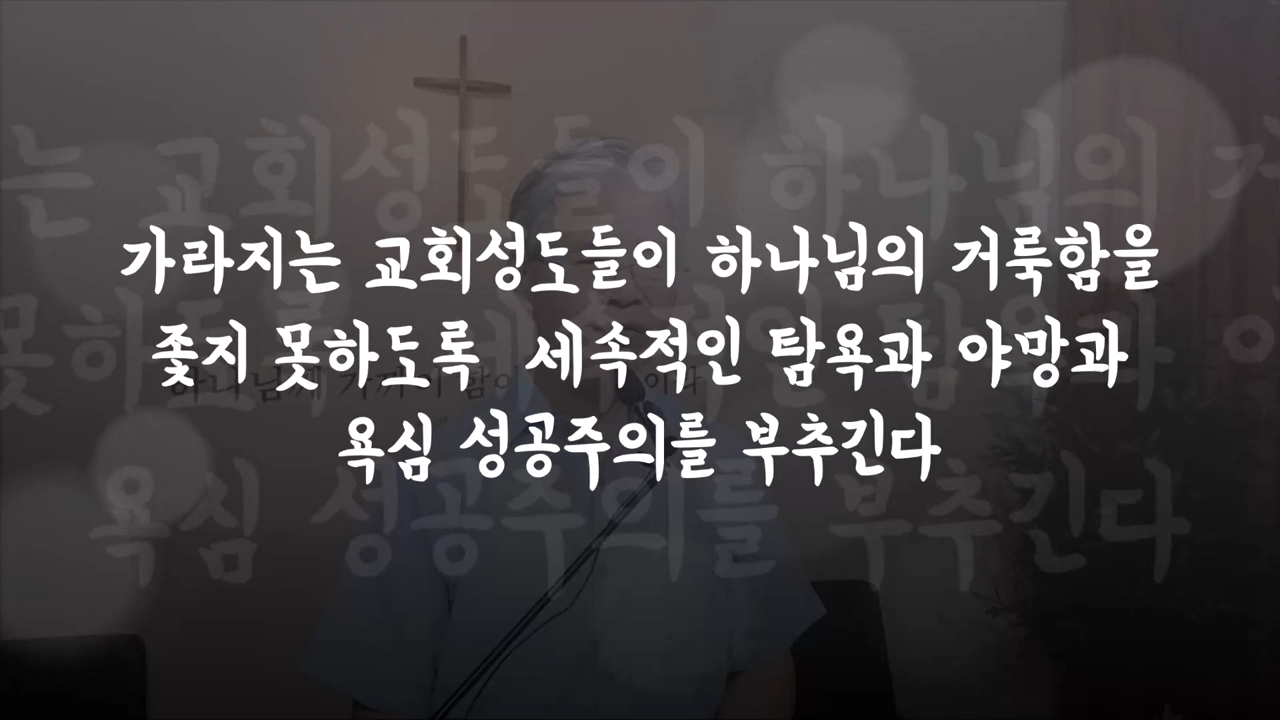 가라지는 교회성도들이 하나님의 거룩함을
좇지 못하도록 세속적인 탐욕과 야망과
욕심 성공주의를 부추긴다